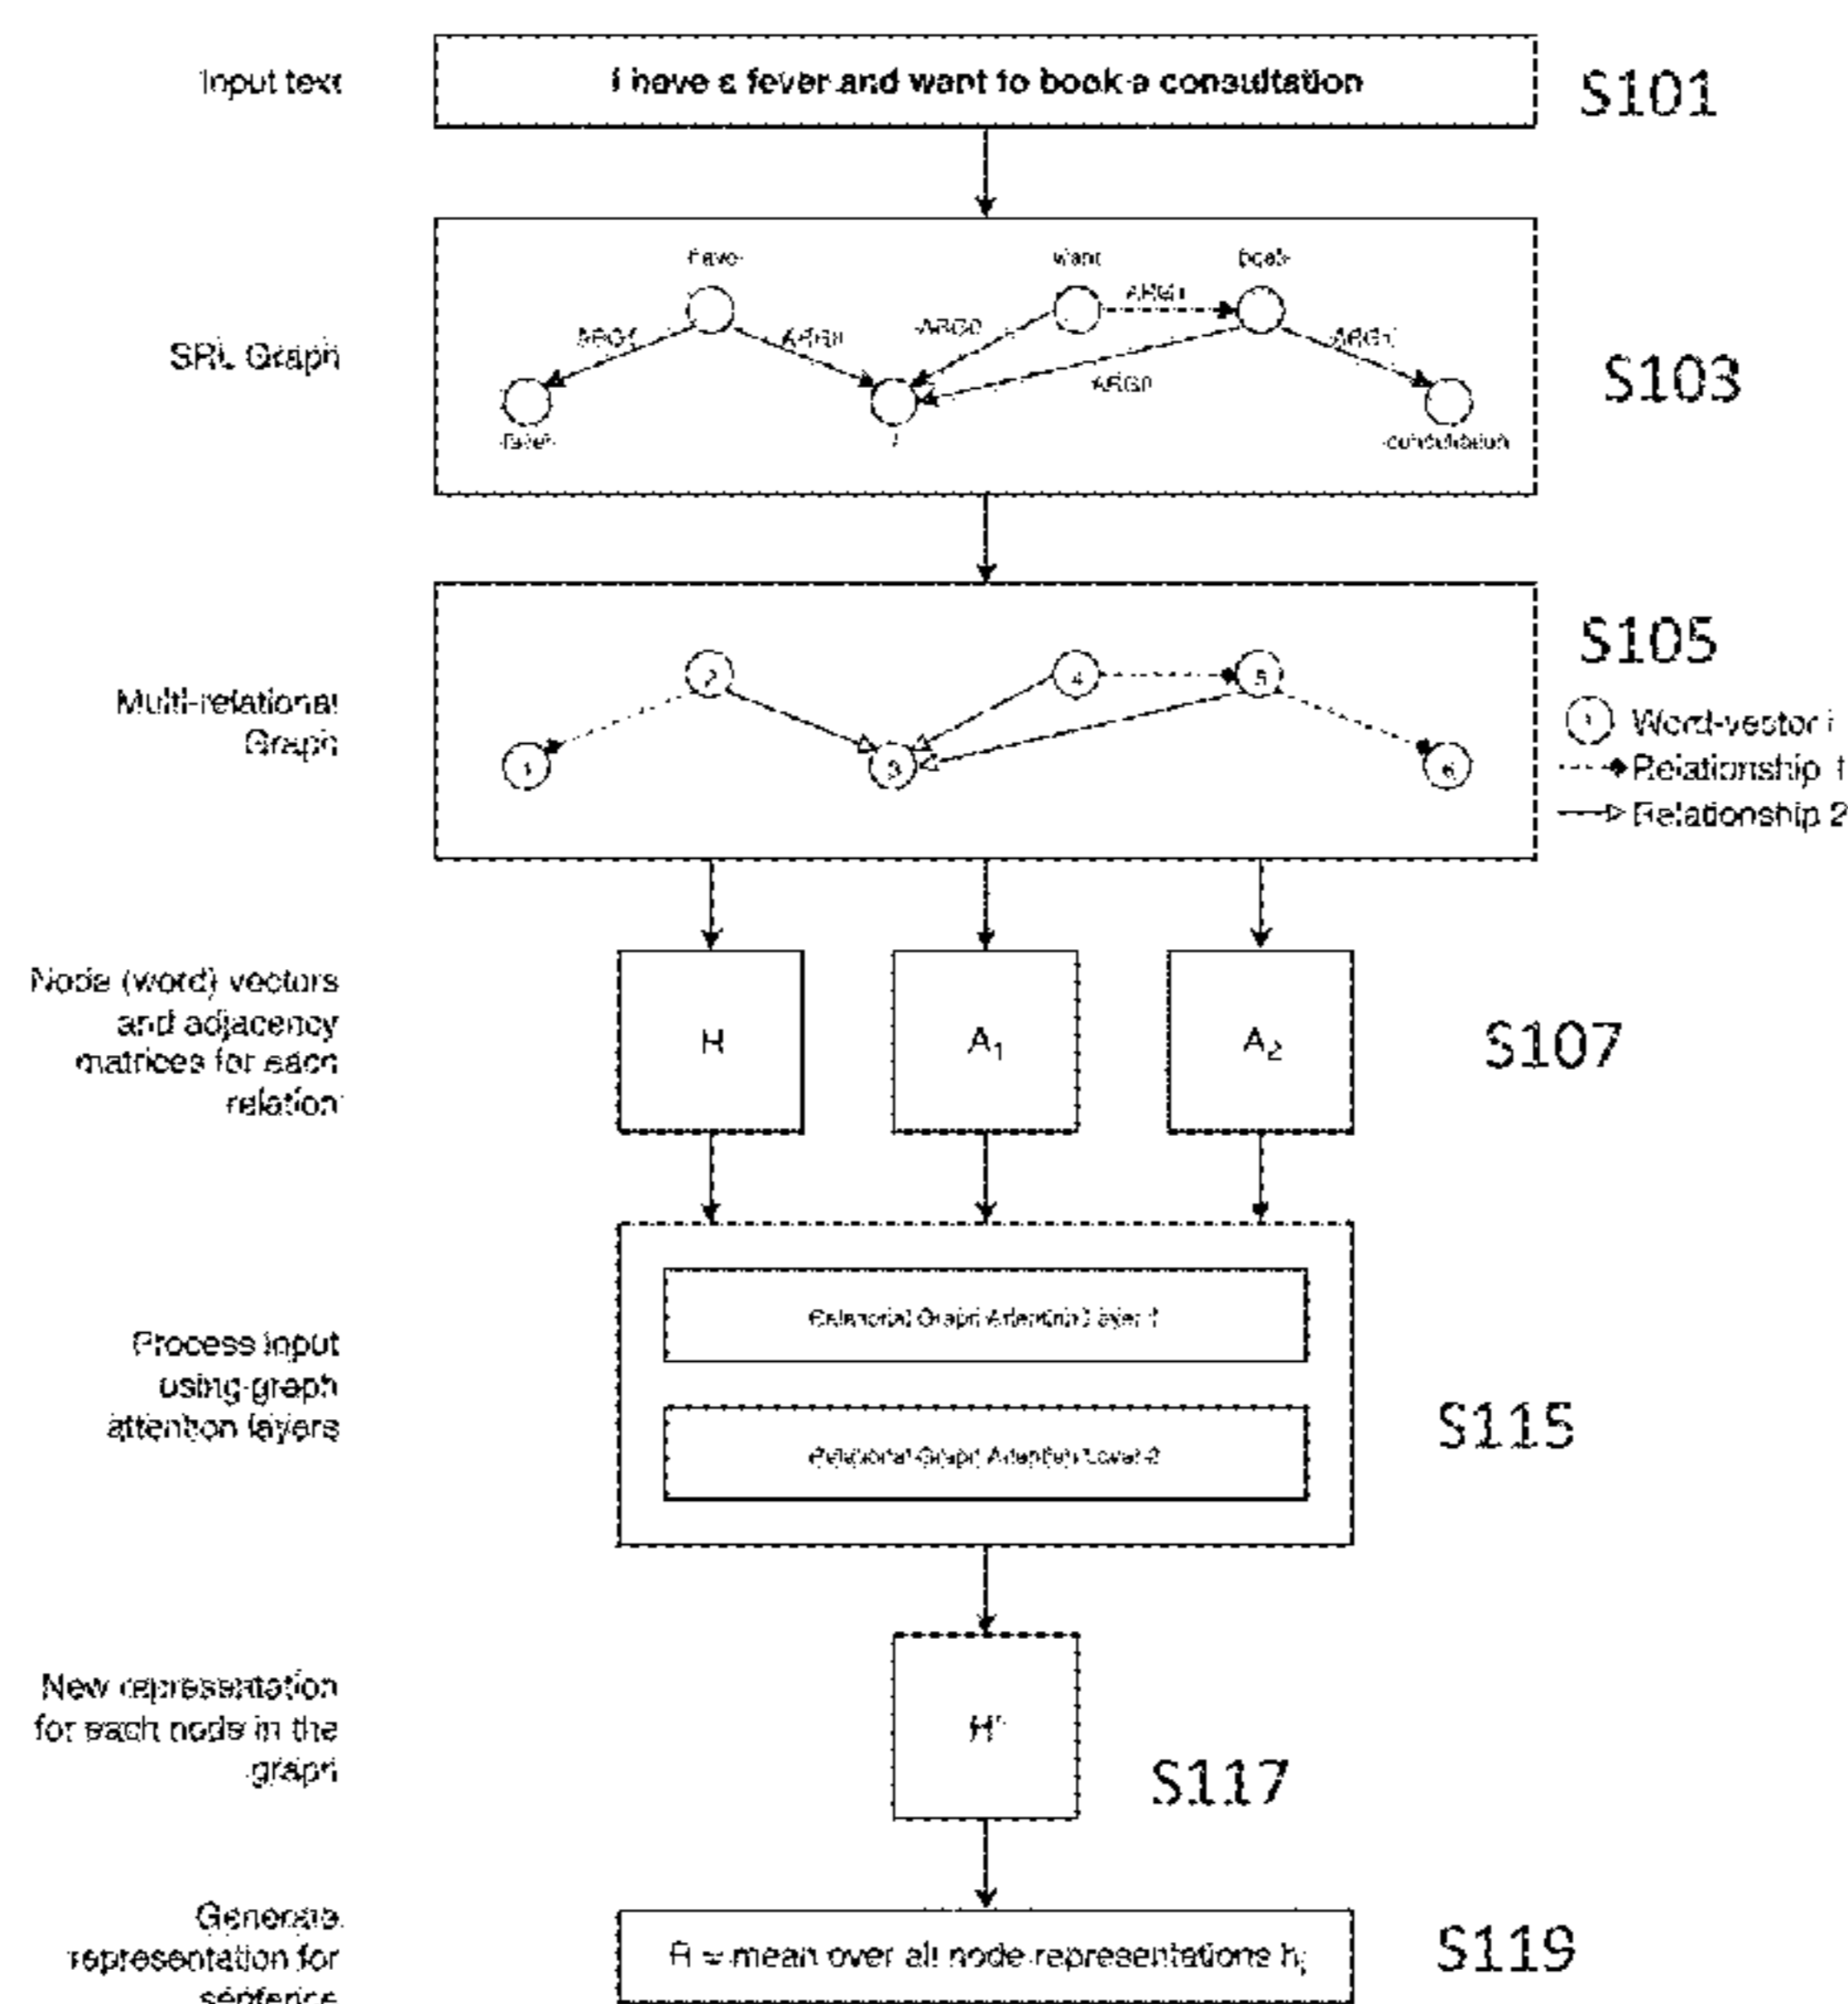 Input text
I have a fever and want to book a consultation
S101
have
want
book
ARG1
ARG1
ARG0
ARG0
ARG1
ARG0
fever
I
consultation
SRL Graph
S103
S105
Multi-relational
Graph
2
4
5
1
3
6
1 Word-vector i
Relationship 1
Relationship 2
Node (word) vectors
and adjacency
matrices for each
relation
H
A1
A2
S107
Process input
using graph
attention layers
Relational Graph Attention Layer 1
Relational Graph Attention Layer 2
S115
New representation
for each node in the
graph
H'
S117
Generate
representation for
sentence
R = mean over all node representations hi
S119